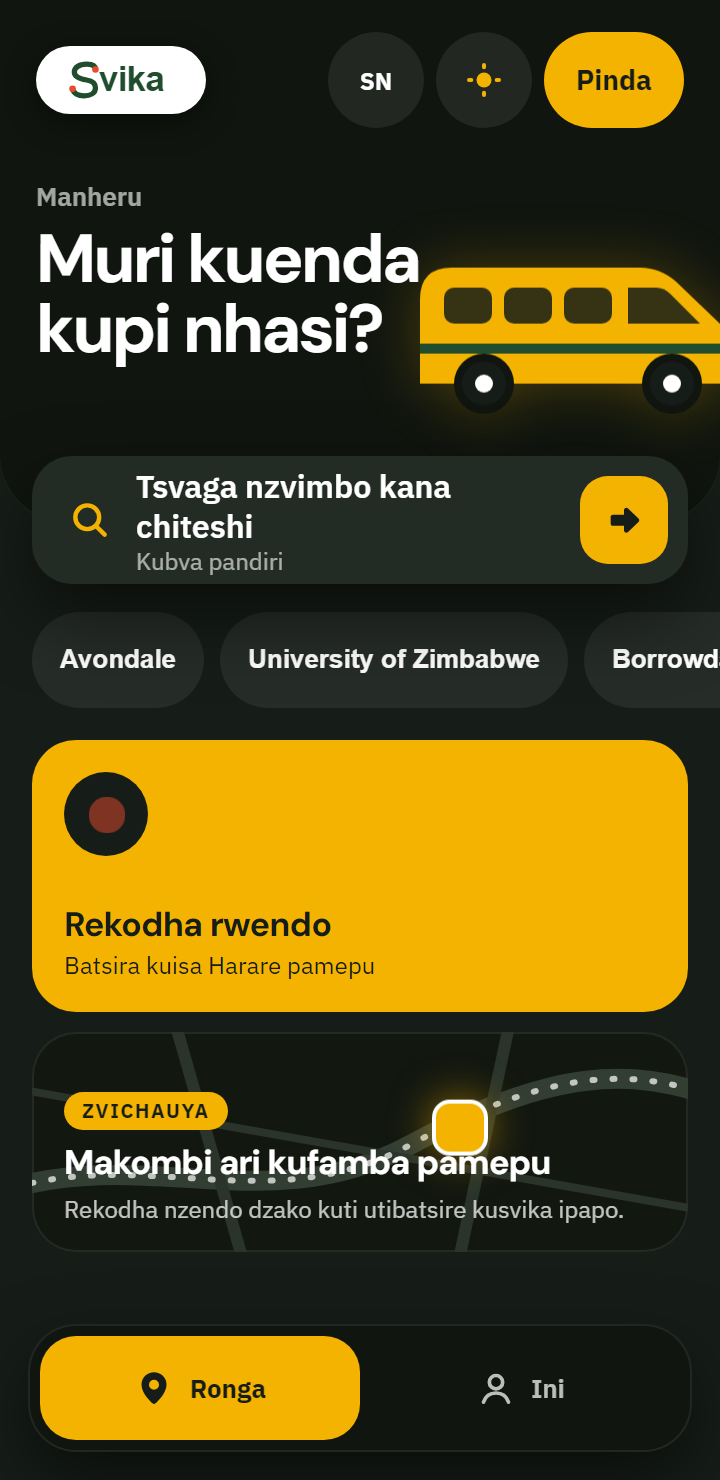 Svika
SN
Pinda
Manheru
Muri kuenda
kupi nhasi?
Tsvaga nzvimbo kana
chiteshi
Kubva pandiri
Avondale
University of Zimbabwe
Rekodha rwendo
Batsira kuisa Harare pamepu
ZVICHAUYA
Makombi ari kufamba pamepu
Rekodha nzendo dzako kuti utibatsire kusvika ipapo.
Ronga
Ini